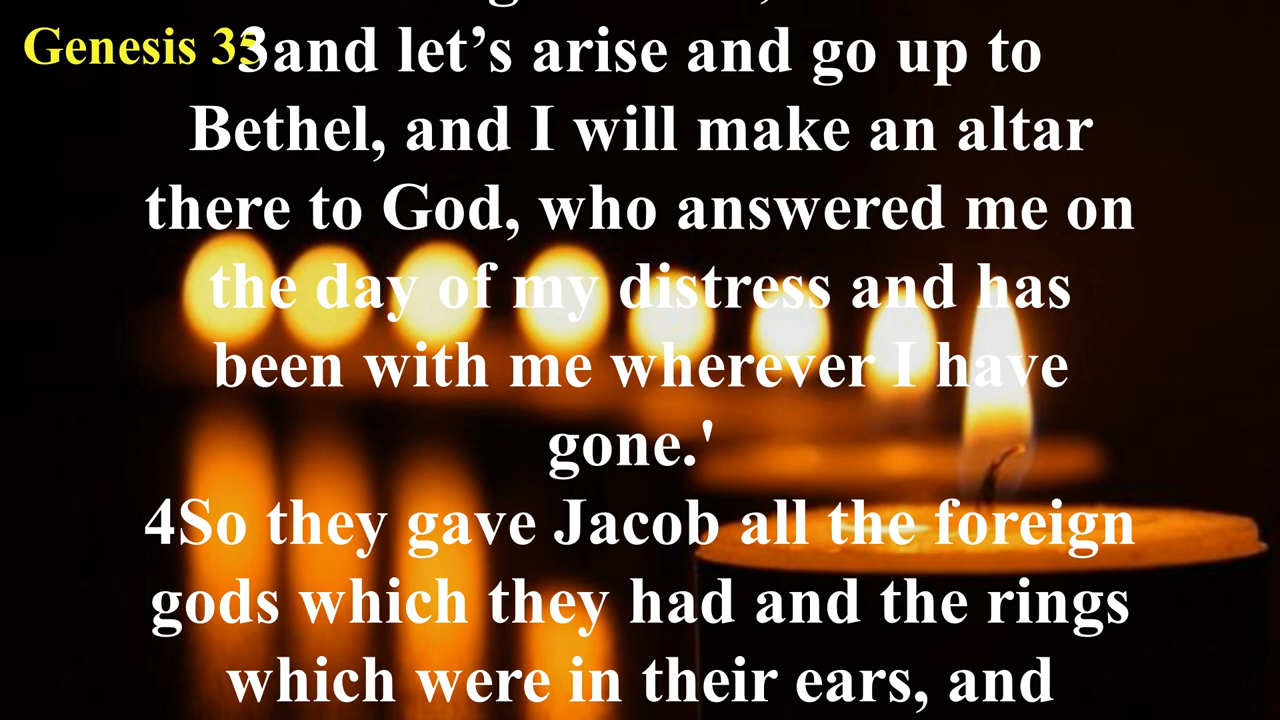 Genesis 35
3and let’s arise and go up to
Bethel, and I will make an altar
there to God, who answered me on
the day of my distress and has
been with me wherever I have
gone.'
4So they gave Jacob all the foreign
gods which they had and the rings
which were in their ears, and